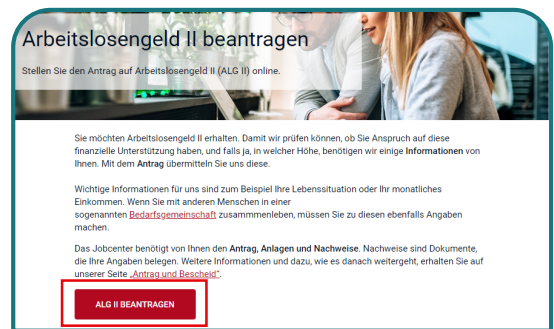 Arbeitslosengeld II beantragen
Stellen Sie den Antrag auf Arbeitslosengeld II (ALG II) online.
Sie möchten Arbeitslosengeld II erhalten. Damit wir prüfen können, ob Sie Anspruch auf diese
finanzielle Unterstützung haben, und falls ja, in welcher Höhe, benötigen wir einige Informationen von
Ihnen. Mit dem Antrag übermitteln Sie uns diese.
Wichtige Informationen für uns sind zum Beispiel Ihre Lebenssituation oder Ihr monatliches
Einkommen. Wenn Sie mit anderen Menschen in einer
sogenannten Bedarfsgemeinschaft zusammmenleben, müssen Sie zu diesen ebenfalls Angaben
machen.
Das Jobcenter benötigt von Ihnen den Antrag, Anlagen und Nachweise. Nachweise sind Dokumente,
die Ihre Angaben belegen. Weitere Informationen und dazu, wie es danach weitergeht, erhalten Sie auf
unserer Seite „Antrag und Bescheid".
ALG II BEANTRAGEN